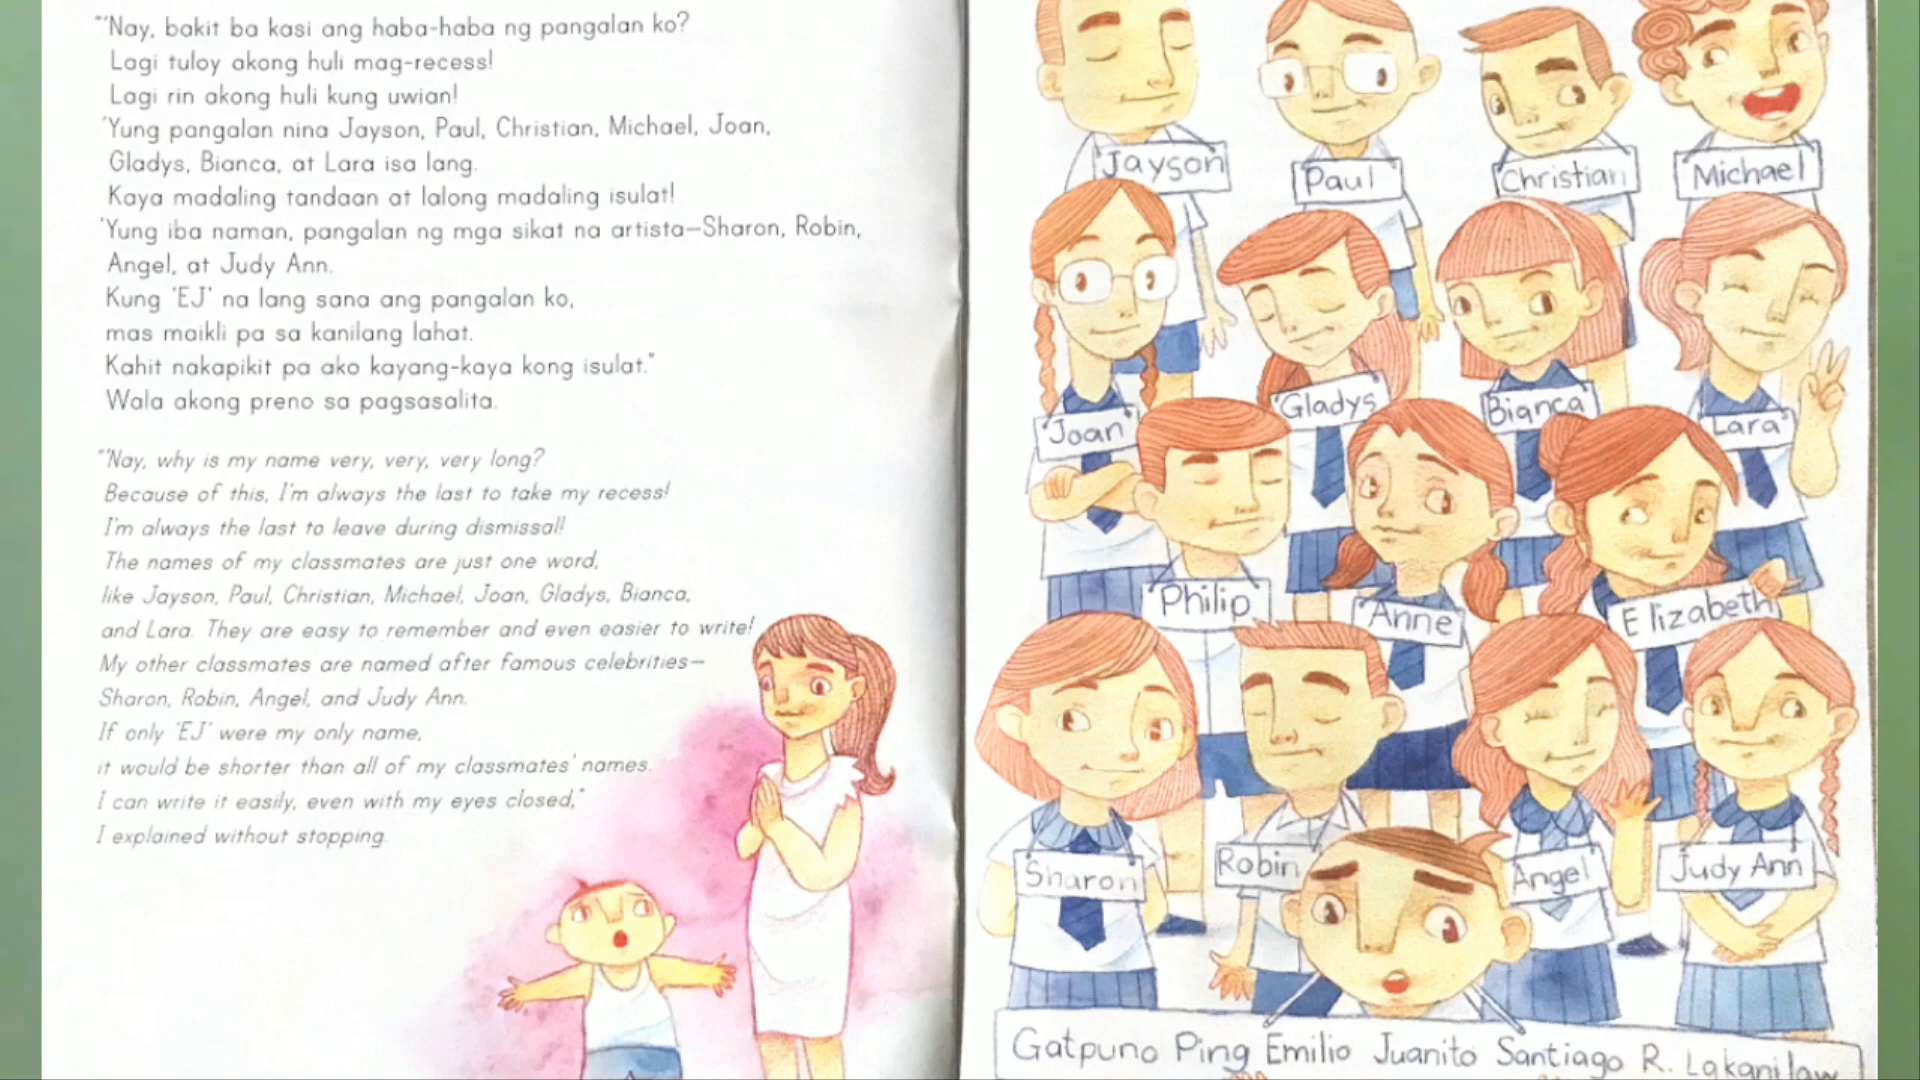 "'Nay, bakit ba kasi ang haba-haba ng pangalan ko?
Lagi tuloy akong huli mag-recess!
Lagi rin akong huli kung uwian!
'Yung pangalan nina Jayson, Paul, Christian, Michael, Joan,
Gladys, Bianca, at Lara isa lang.
Kaya madaling tandaan at lalong madaling isulat!
'Yung iba naman, pangalan ng mga sikat na artista—Sharon, Robin,
Angel, at Judy Ann.
Kung 'EJ' na lang sana ang pangalan ko,
mas maikli pa sa kanilang lahat.
Kahit nakapikit pa ako kayang-kaya kong isulat."
Wala akong preno sa pagsasalita.
"'Nay, why is my name very, very, very long?
Because of this, I'm always the last to take my recess!
I'm always the last to leave during dismissal!
The names of my classmates are just one word,
like Jayson, Paul, Christian, Michael, Joan, Gladys, Bianca,
and Lara. They are easy to remember and even easier to write!
My other classmates are named after famous celebrities—
Sharon, Robin, Angel, and Judy Ann.
If only 'EJ' were my only name,
it would be shorter than all of my classmates' names.
I can write it easily, even with my eyes closed,"
I explained without stopping.
Jayson
Paul
Christian
Michael
Joan
Gladys
Bianca
Lara
Philip
Anne
Elizabeth
Sharon
Robin
Angel
Judy Ann
Gatpuno Ping Emilio Juanito Santiago R. Lakanilaw